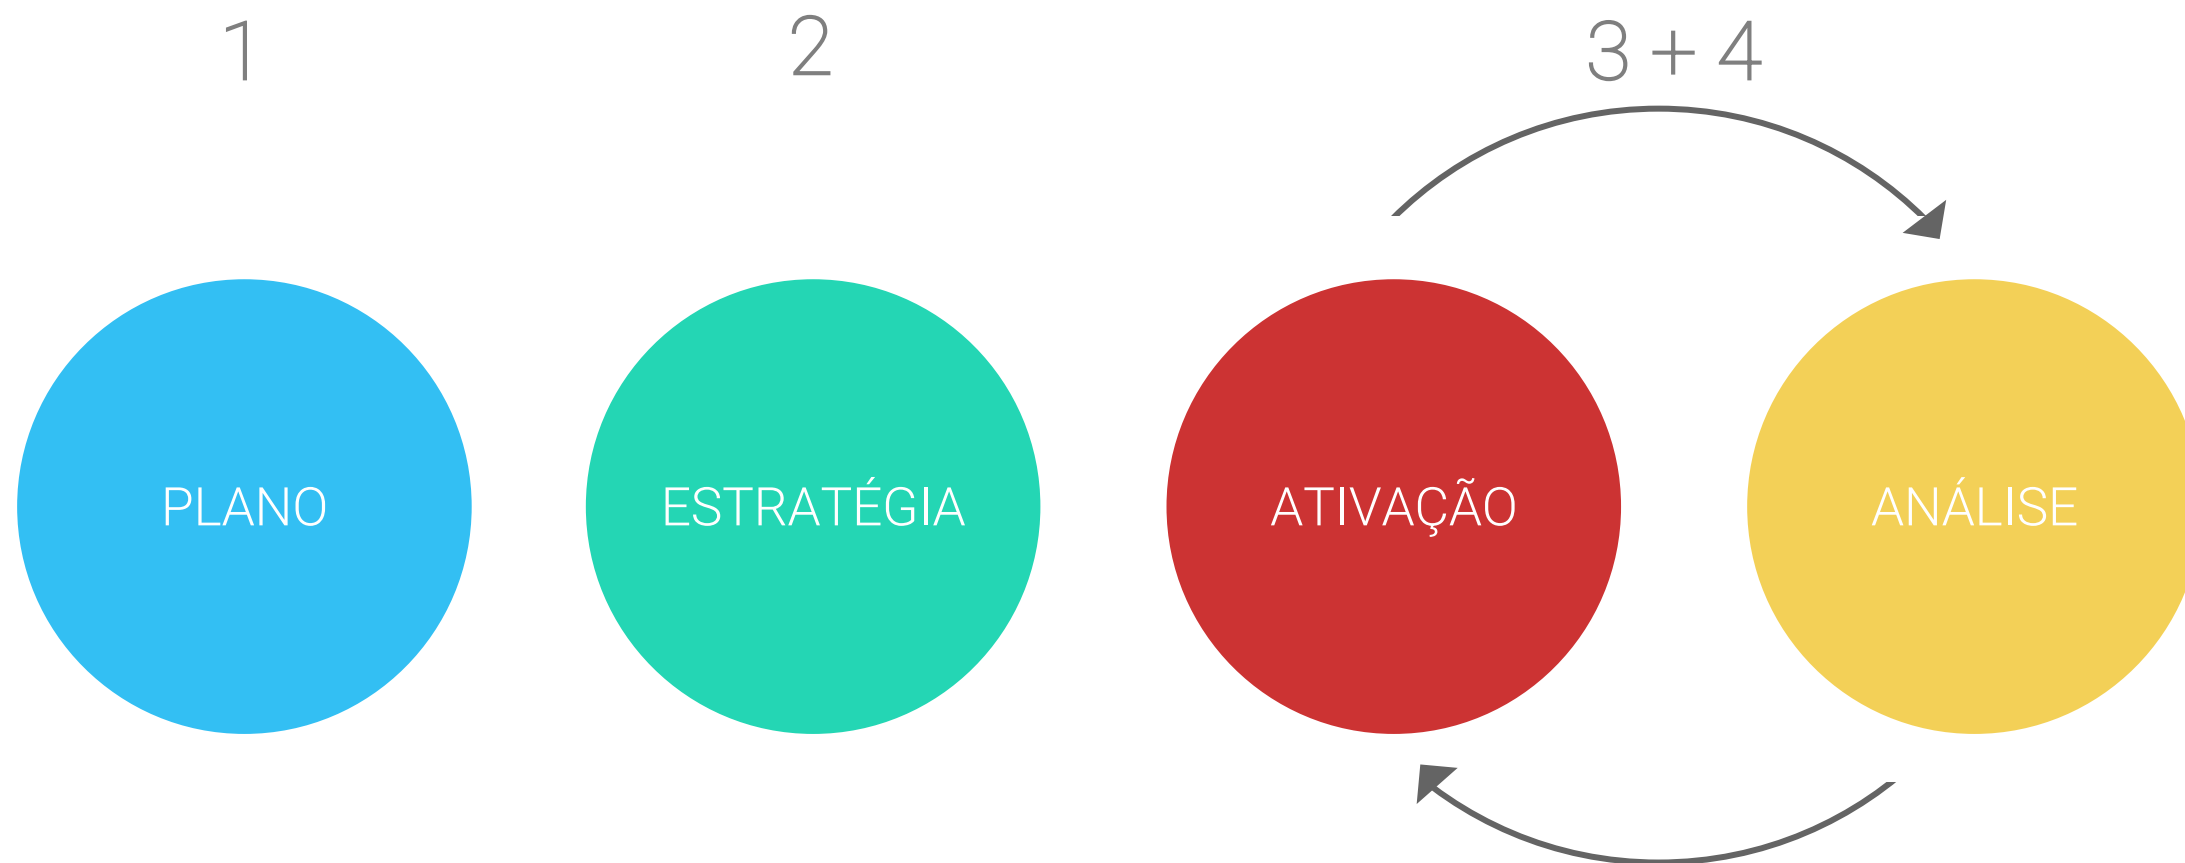 1
2
3 + 4
PLANO
ESTRATÉGIA
ATIVAÇÃO
ANÁLISE